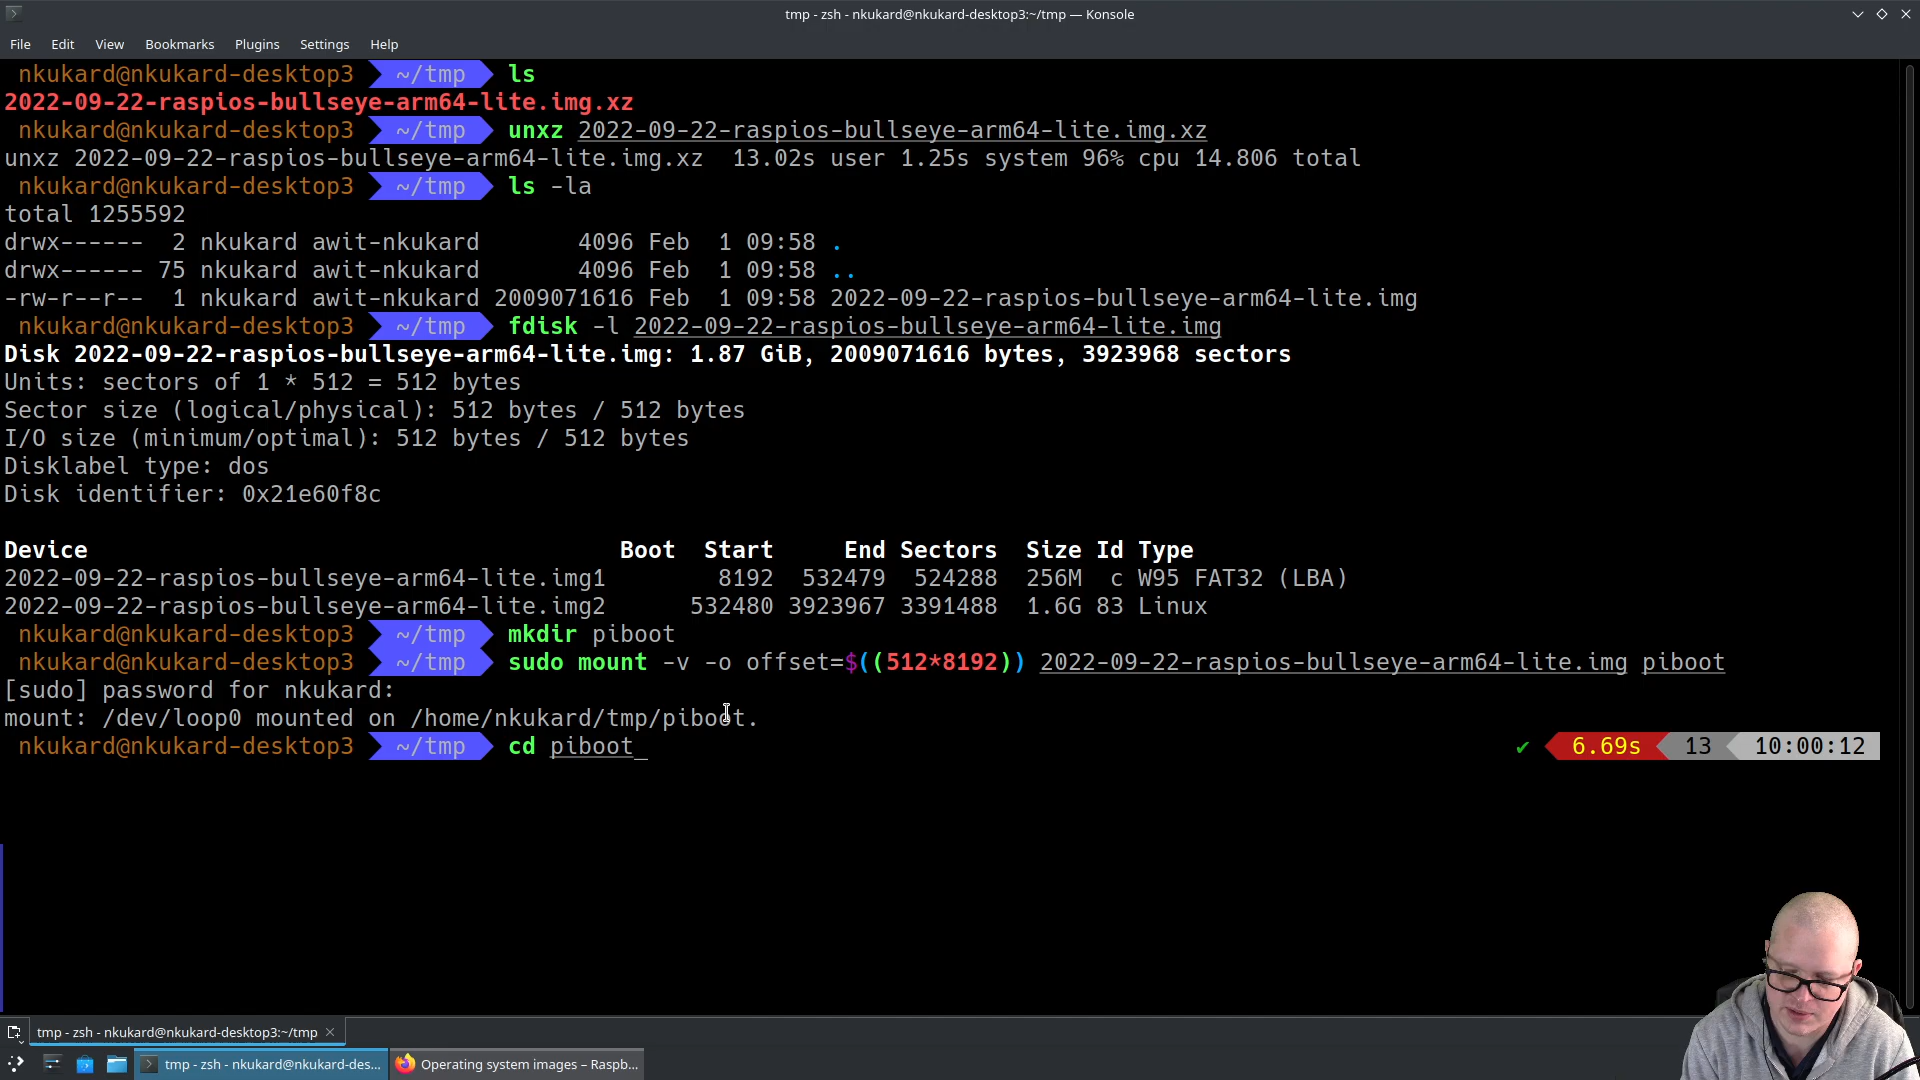 tmp - zsh - nkukard@nkukard-desktop3:~/tmp — Konsole
File Edit View Bookmarks Plugins Settings Help
nkukard@nkukard-desktop3 ~/tmp ls
2022-09-22-raspios-bullseye-arm64-lite.img.xz
nkukard@nkukard-desktop3 ~/tmp unxz 2022-09-22-raspios-bullseye-arm64-lite.img.xz
unxz 2022-09-22-raspios-bullseye-arm64-lite.img.xz  13.02s user 1.25s system 96% cpu 14.806 total
nkukard@nkukard-desktop3 ~/tmp ls -la
total 1255592
drwx------  2 nkukard awit-nkukard       4096 Feb  1 09:58 .
drwx------ 75 nkukard awit-nkukard       4096 Feb  1 09:58 ..
-rw-r--r--  1 nkukard awit-nkukard 2009071616 Feb  1 09:58 2022-09-22-raspios-bullseye-arm64-lite.img
nkukard@nkukard-desktop3 ~/tmp fdisk -l 2022-09-22-raspios-bullseye-arm64-lite.img
Disk 2022-09-22-raspios-bullseye-arm64-lite.img: 1.87 GiB, 2009071616 bytes, 3923968 sectors
Units: sectors of 1 * 512 = 512 bytes
Sector size (logical/physical): 512 bytes / 512 bytes
I/O size (minimum/optimal): 512 bytes / 512 bytes
Disklabel type: dos
Disk identifier: 0x21e60f8c
Device                                      Boot  Start     End Sectors  Size Id Type
2022-09-22-raspios-bullseye-arm64-lite.img1        8192  532479  524288  256M  c W95 FAT32 (LBA)
2022-09-22-raspios-bullseye-arm64-lite.img2      532480 3923967 3391488  1.6G 83 Linux
nkukard@nkukard-desktop3 ~/tmp mkdir piboot
nkukard@nkukard-desktop3 ~/tmp sudo mount -v -o offset=$((512*8192)) 2022-09-22-raspios-bullseye-arm64-lite.img piboot
[sudo] password for nkukard:
mount: /dev/loop0 mounted on /home/nkukard/tmp/piboot.
nkukard@nkukard-desktop3 ~/tmp cd piboot_ ✔ 6.69s 13 10:00:12
tmp - zsh - nkukard@nkukard-desktop3:~/tmp
tmp - zsh - nkukard@nkukard-des... Operating system images – Raspb...